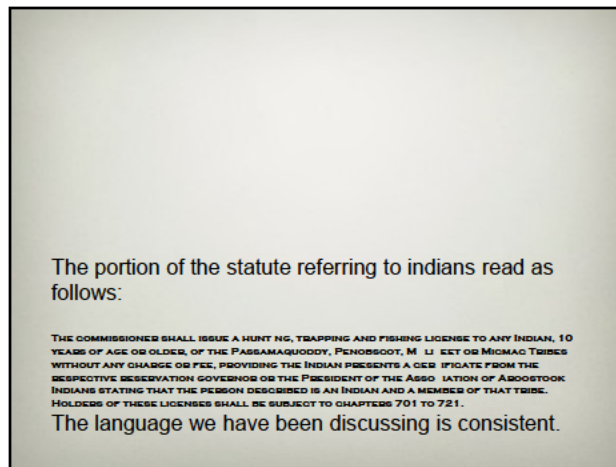 The portion of the statute referring to indians read as
follows:
THE COMMISSIONER SHALL ISSUE A HUNT NG, TRAPPING AND FISHING LICENSE TO ANY INDIAN, 10
YEARS OF AGE OR OLDER, OF THE PASSAMAQUODDY, PENOBSCOT, M LI EET OR MICMAC TRIBES
WITHOUT ANY CHARGE OR FEE, PROVIDING THE INDIAN PRESENTS A CER IFICATE FROM THE
RESPECTIVE RESERVATION GOVERNOR OR THE PRESIDENT OF THE ASSO IATION OF AROOSTOOK
INDIANS STATING THAT THE PERSON DESCRIBED IS AN INDIAN AND A MEMBER OF THAT TRIBE.
HOLDERS OF THESE LICENSES SHALL BE SUBJECT TO CHAPTERS 701 TO 721.
The language we have been discussing is consistent.